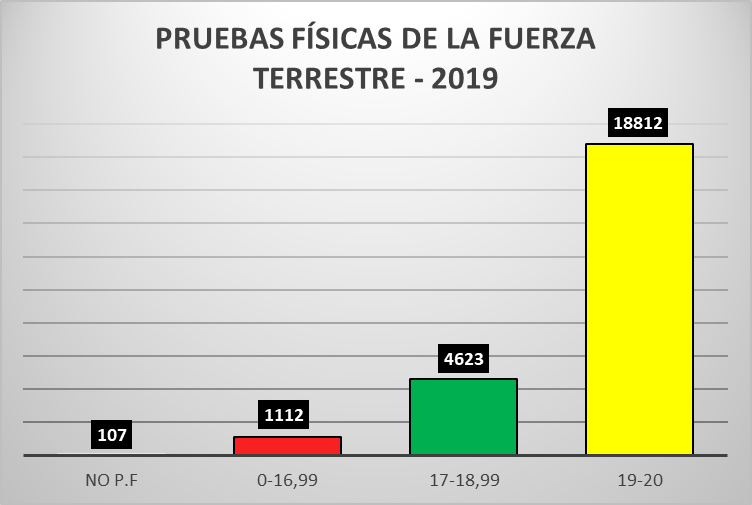 PRUEBAS FÍSICAS DE LA FUERZA
TERRESTRE - 2019
18812
4623
1112
107
NO P.F
0-16,99
17-18,99
19-20